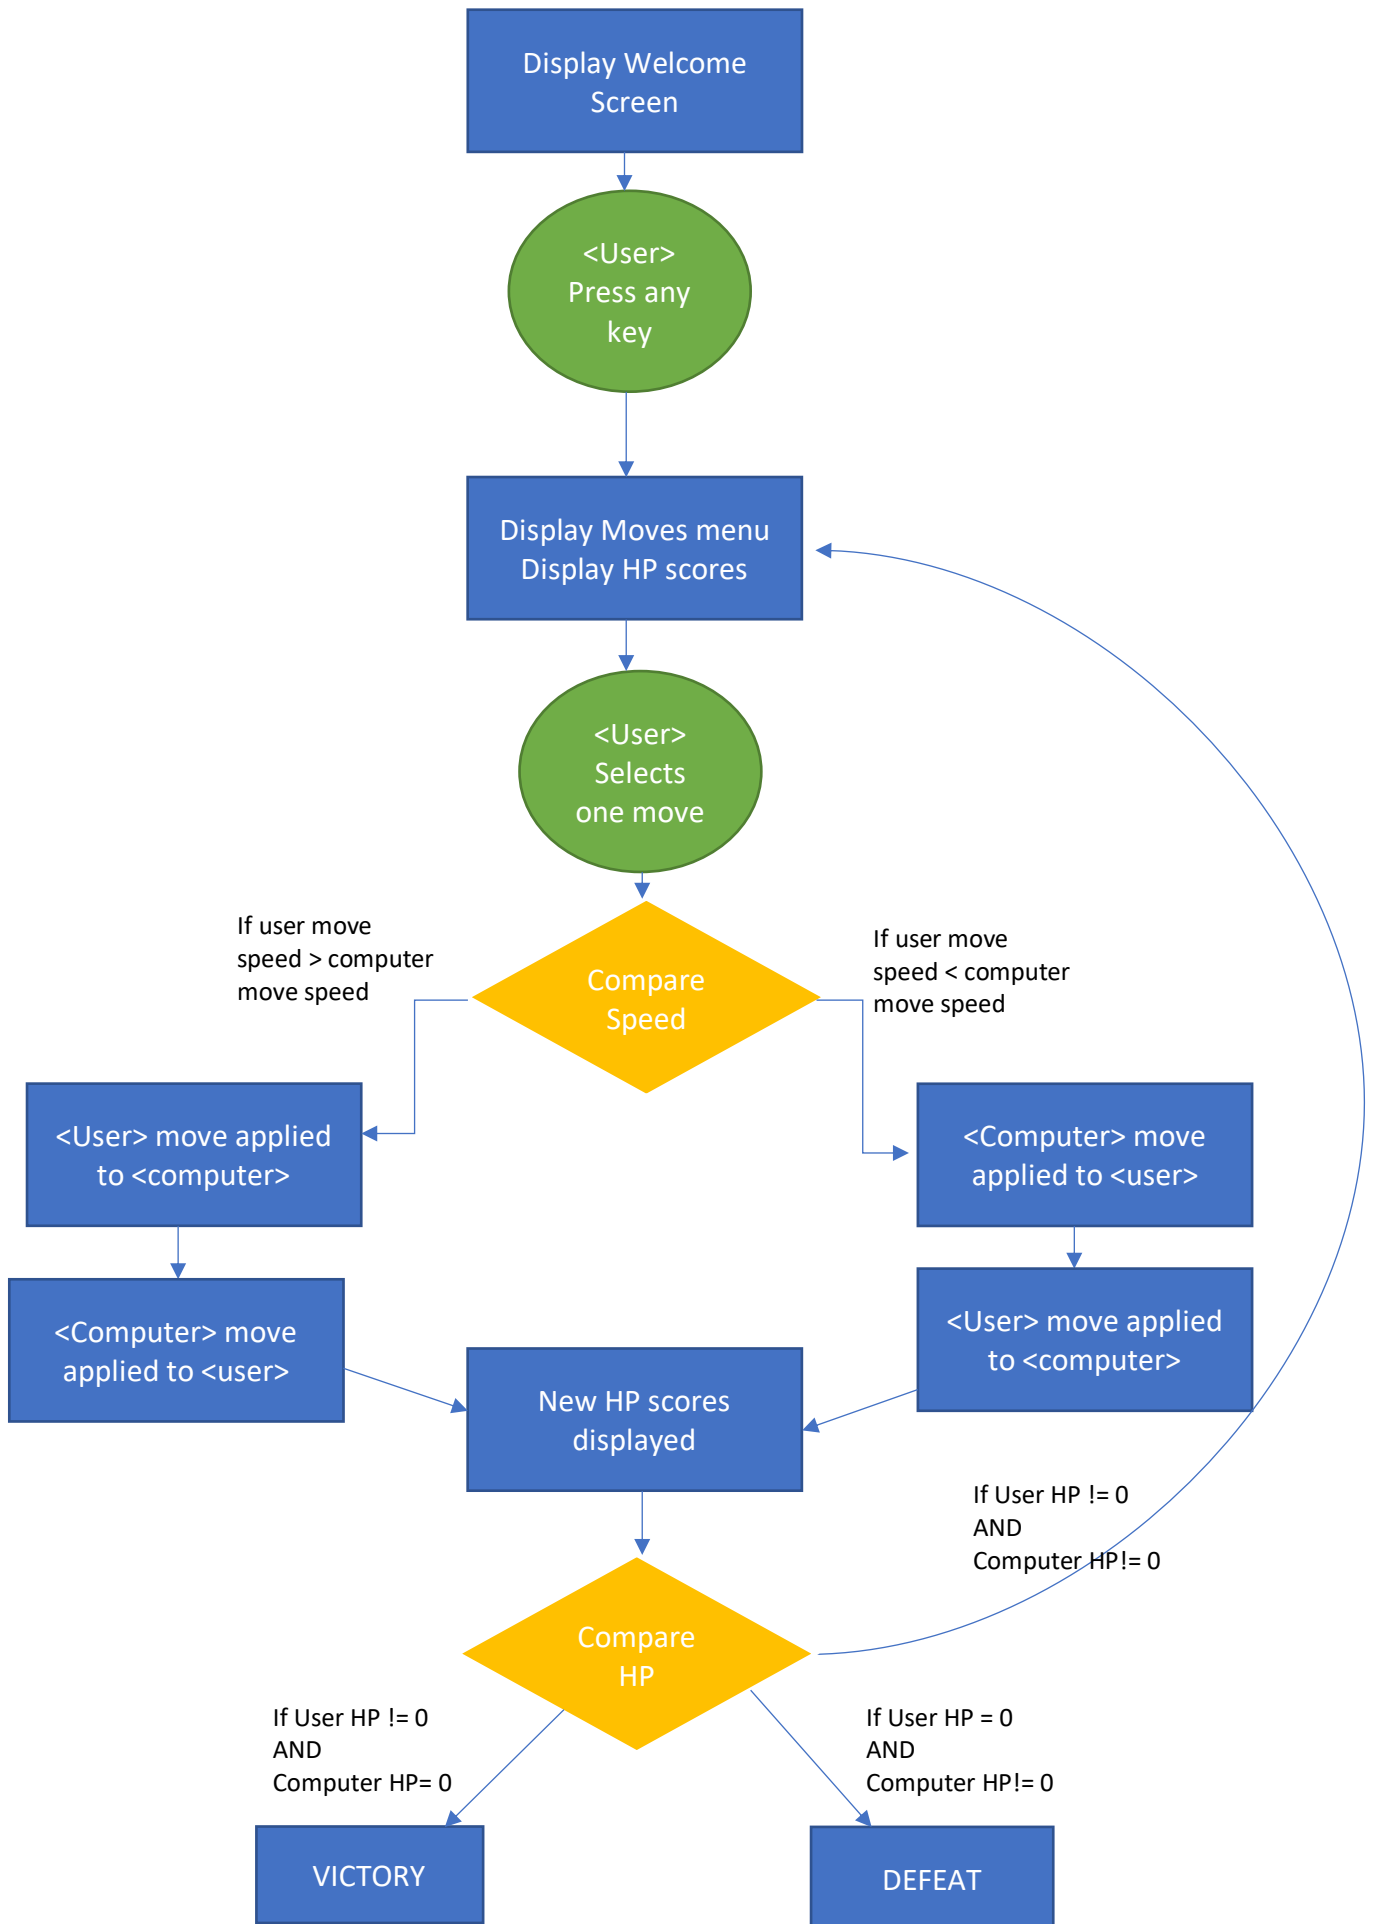 Display Welcome
Screen
<User>
Press any
key
Display Moves menu
Display HP scores
<User>
Selects
one move
If user move
speed > computer
move speed
Compare
Speed
If user move
speed < computer
move speed
<User> move applied
to <computer>
<Computer> move
applied to <user>
<Computer> move
applied to <user>
<User> move applied
to <computer>
New HP scores
displayed
If User HP != 0
AND
Computer HP!= 0
Compare
HP
If User HP != 0
AND
Computer HP= 0
If User HP = 0
AND
Computer HP!= 0
VICTORY
DEFEAT